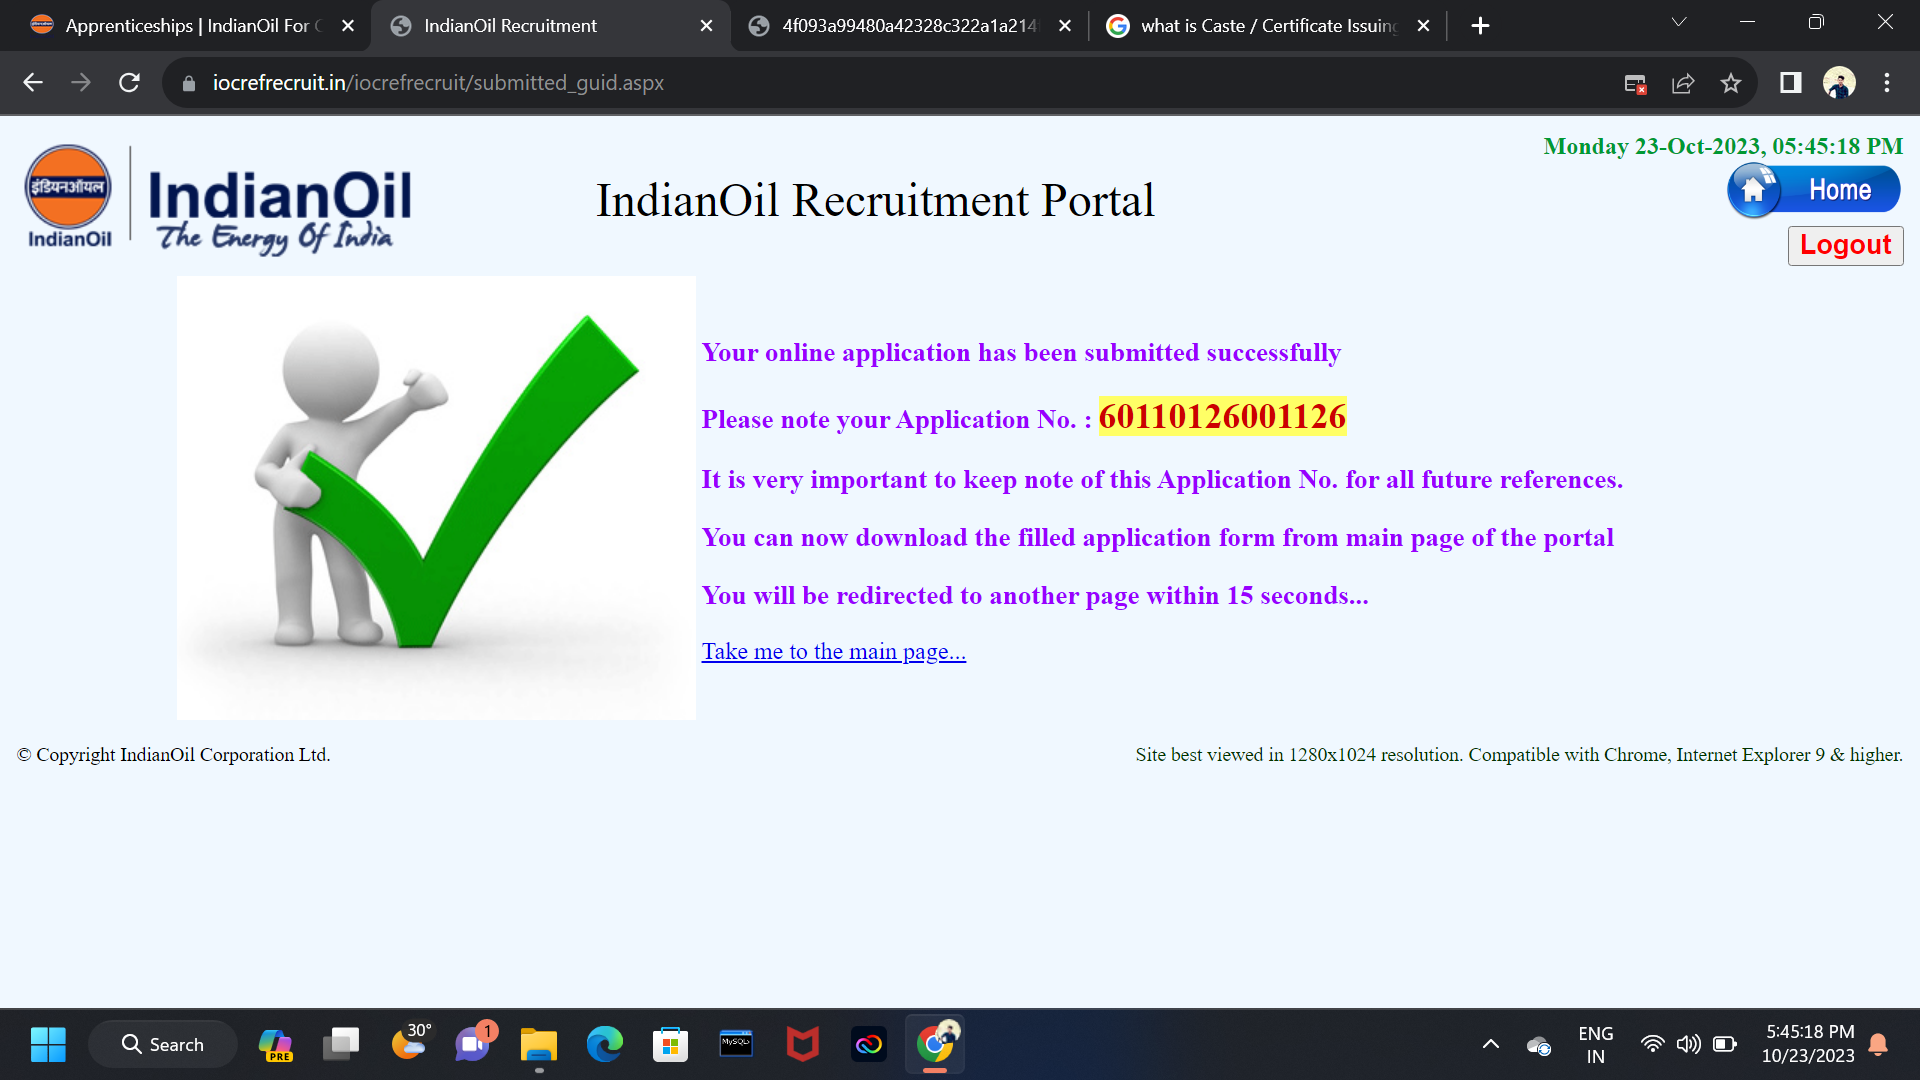 Apprenticeships | IndianOil For
IndianOil Recruitment
4f093a99480a42328c322a1a214
what is Caste / Certificate Issuing
iocrefrecruit.in/iocrefrecruit/submitted_guid.aspx
Monday 23-Oct-2023, 05:45:18 PM
इंडियनऑयल
IndianOil
IndianOil
The Energy Of India
IndianOil Recruitment Portal
Home
Logout
Your online application has been submitted successfully
Please note your Application No. : 60110126001126
It is very important to keep note of this Application No. for all future references.
You can now download the filled application form from main page of the portal
You will be redirected to another page within 15 seconds...
Take me to the main page...
© Copyright IndianOil Corporation Ltd.
Site best viewed in 1280x1024 resolution. Compatible with Chrome, Internet Explorer 9 & higher.
Search
PRE
30°
1
MySQL
ENG
IN
5:45:18 PM
10/23/2023